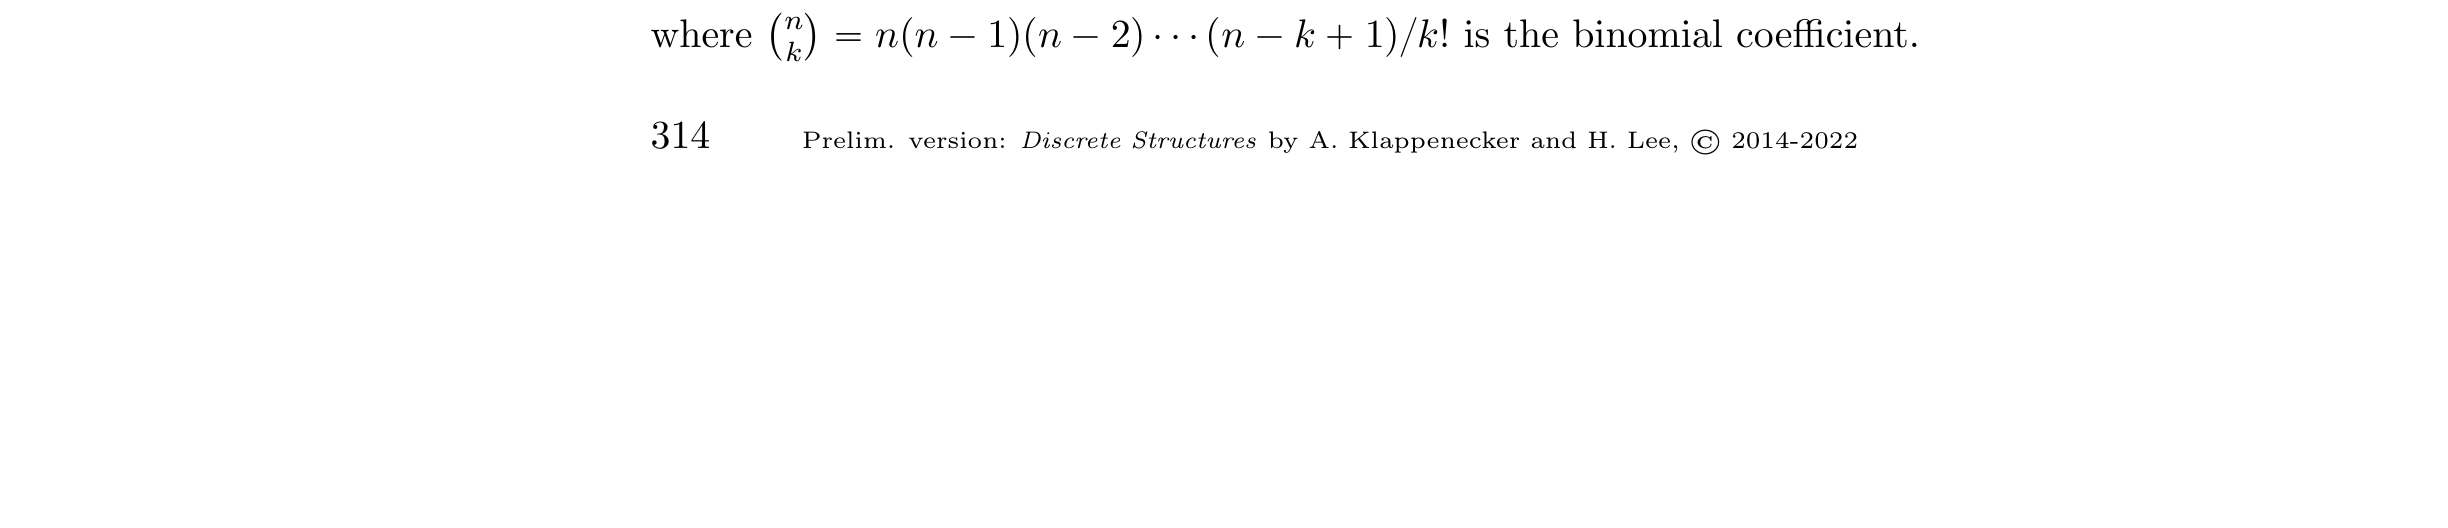 where $\binom{n}{k} = n(n-1)(n-2)\cdots(n-k+1)/k!$ is the binomial coefficient.
314 Prelim. version: Discrete Structures by A. Klappenecker and H. Lee, © 2014-2022